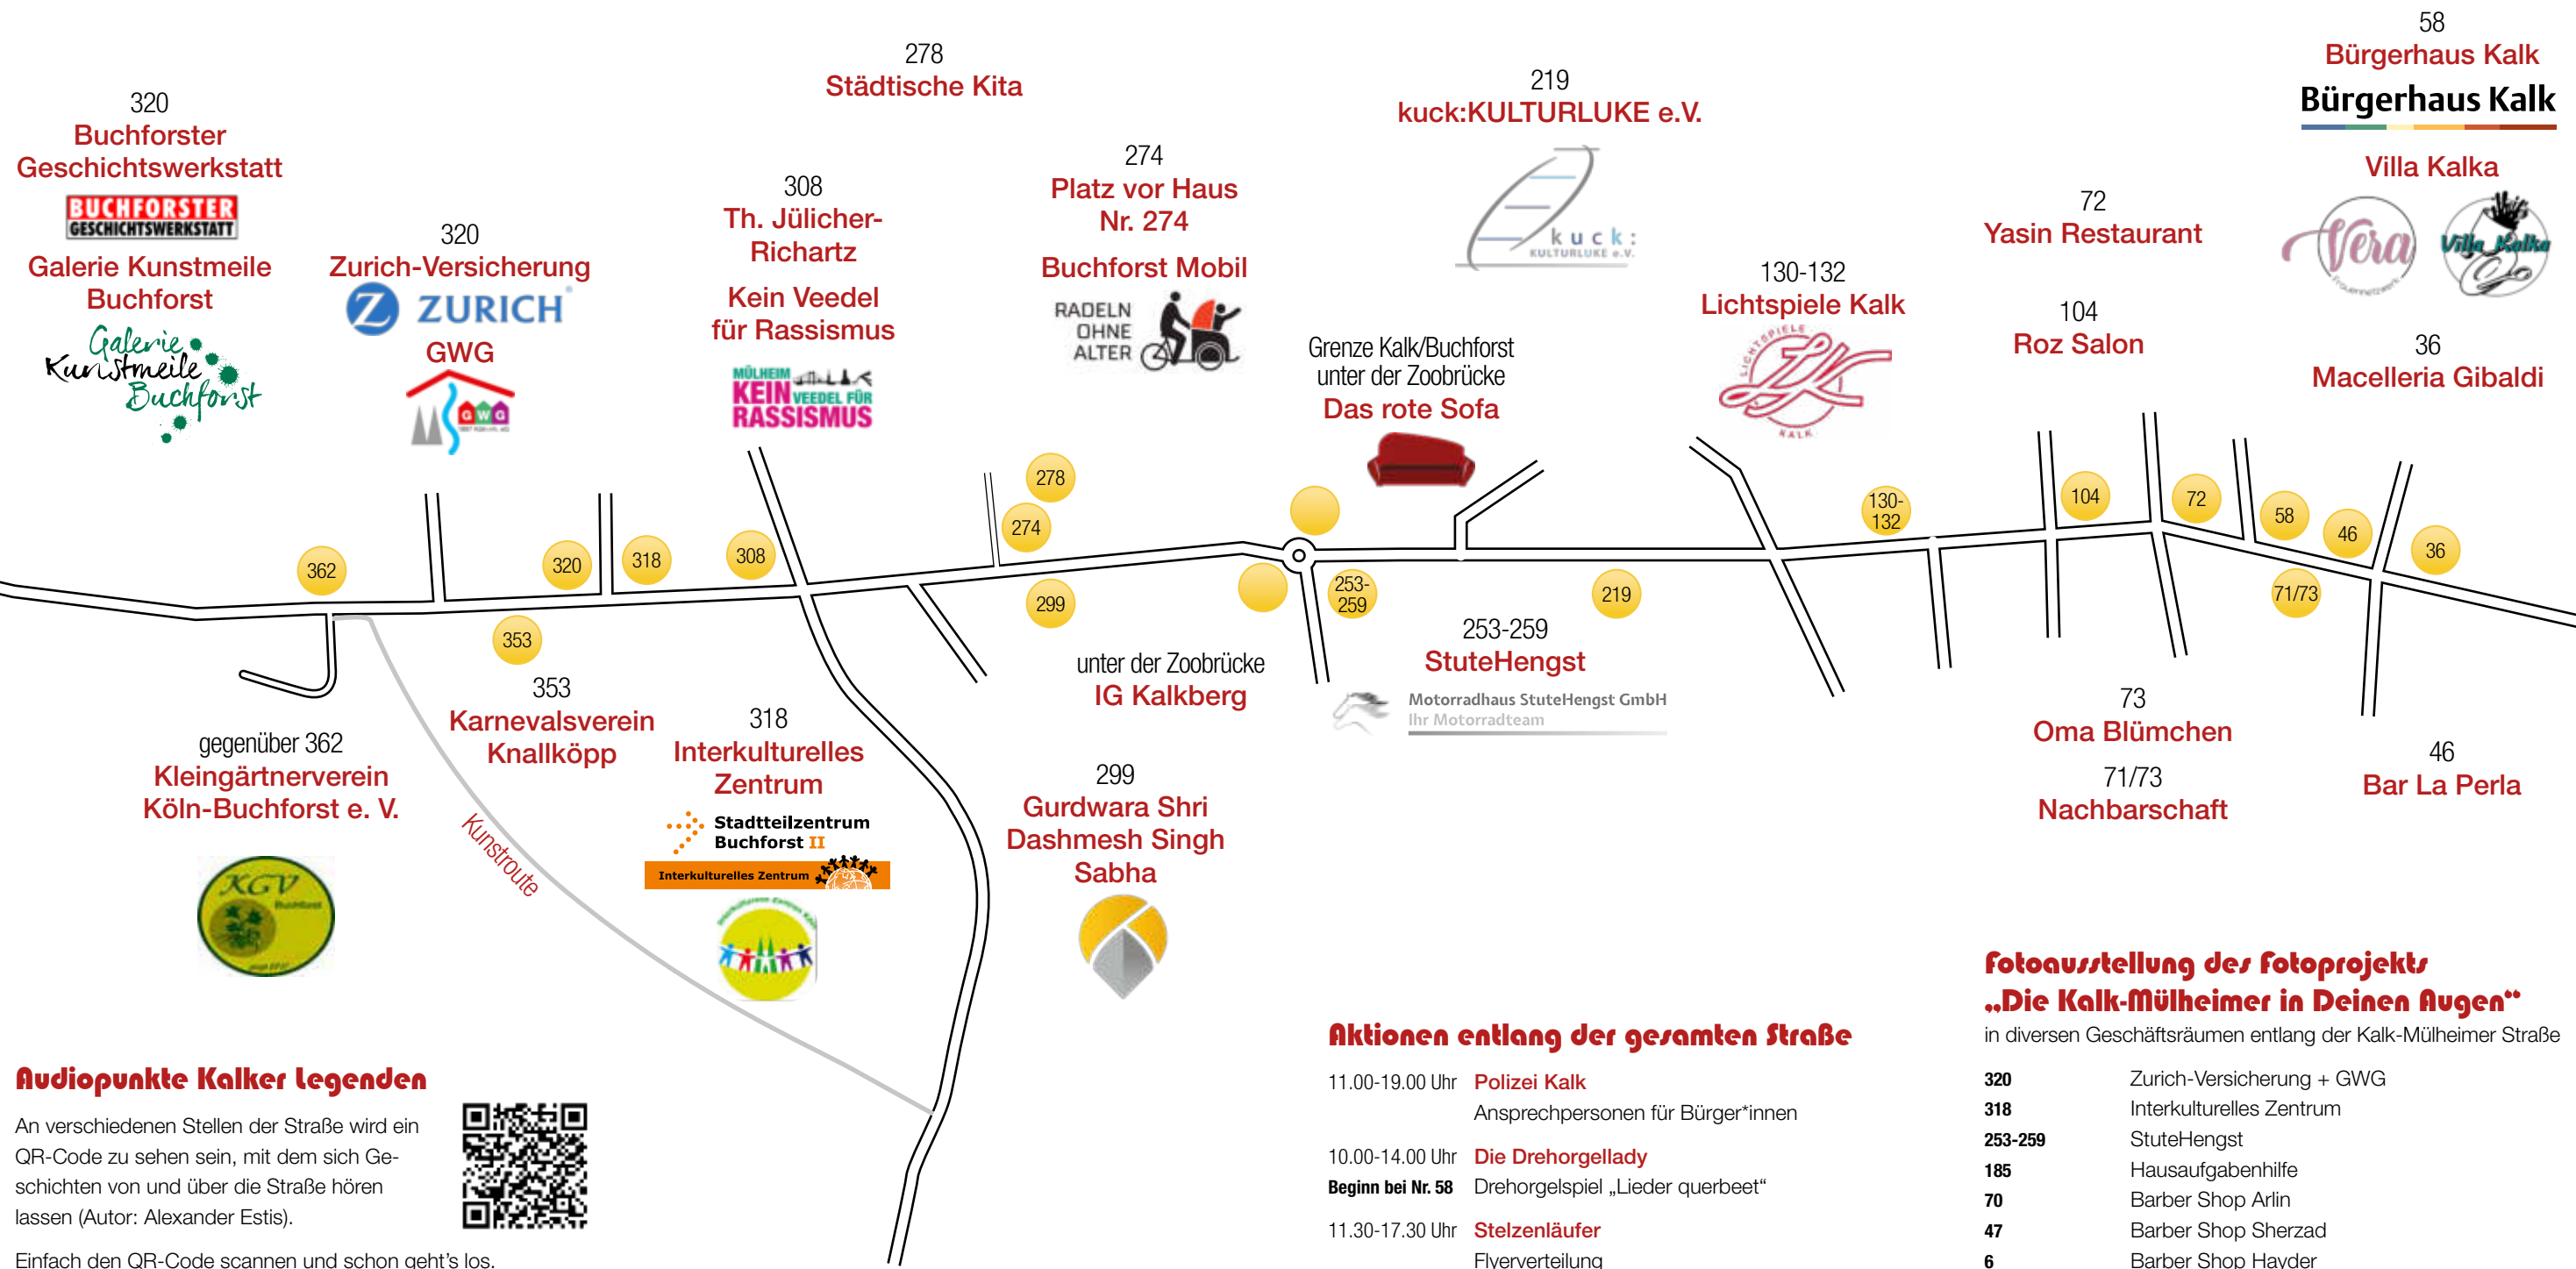 58
Bürgerhaus Kalk
Bürgerhaus Kalk
278
Städtische Kita
219
kuck:KULTURLUKE e.V.
kuck:
KULTURLUKE e.V.
320
Buchforster
Geschichtswerkstatt
BUCHFORSTER
GESCHICHTSWERKSTATT
Galerie Kunstmeile
Buchforst
Galerie
Kunstmeile
Buchforst
320
Zurich-Versicherung
ZURICH
GWG
GWG
308
Th. Jülicher-
Richartz
Kein Veedel
für Rassismus
MÜLHEIM
KEIN VEEDEL FÜR
RASSISMUS
274
Platz vor Haus
Nr. 274
Buchforst Mobil
RADELN
OHNE
ALTER
Grenze Kalk/Buchforst
unter der Zoobrücke
Das rote Sofa
130-132
Lichtspiele Kalk
LICHTSPIELE
LK
KALK
72
Yasin Restaurant
104
Roz Salon
Villa Kalka
Vera
Frauennetzwerk
Villa Kalka
36
Macelleria Gibaldi
362
320
318
308
278
274
130-
132
104
72
58
46
36
353
299
253-
259
219
71/73
gegenüber 362
Kleingärtnerverein
Köln-Buchforst e. V.
KGV
Buchforst
Kunstroute
353
Karnevalsverein
Knallköpp
318
Interkulturelles
Zentrum
Stadtteilzentrum
Buchforst II
Interkulturelles Zentrum
unter der Zoobrücke
IG Kalkberg
299
Gurdwara Shri
Dashmesh Singh
Sabha
253-259
StuteHengst
Motorradhaus StuteHengst GmbH
Ihr Motorradteam
73
Oma Blümchen
71/73
Nachbarschaft
46
Bar La Perla
Audiopunkte Kalker Legenden
An verschiedenen Stellen der Straße wird ein
QR-Code zu sehen sein, mit dem sich Ge-
schichten von und über die Straße hören
lassen (Autor: Alexander Estis).
Einfach den QR-Code scannen und schon geht's los.
Aktionen entlang der gesamten Straße
11.00-19.00 Uhr Polizei Kalk
Ansprechpersonen für Bürger*innen
10.00-14.00 Uhr Die Drehorgellady
Beginn bei Nr. 58 Drehorgelspiel „Lieder querbeet“
11.30-17.30 Uhr Stelzenläufer
Flyerverteilung
Fotoausstellung des Fotoprojekts
„Die Kalk-Mülheimer in Deinen Augen“
in diversen Geschäftsräumen entlang der Kalk-Mülheimer Straße
320 Zurich-Versicherung + GWG
318 Interkulturelles Zentrum
253-259 StuteHengst
185 Hausaufgabenhilfe
70 Barber Shop Arlin
47 Barber Shop Sherzad
6 Barber Shop Hayder